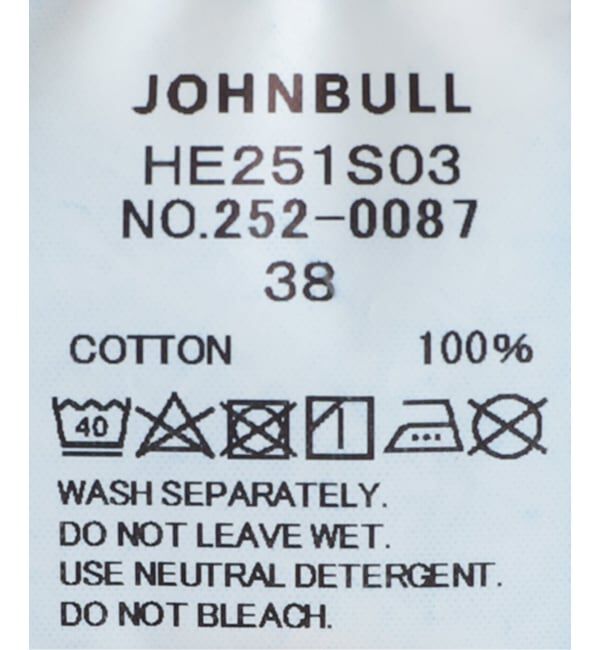 JOHNBULL
HE251S03
NO.252-0087
38
COTTON 100%
40
WASH SEPARATELY.
DO NOT LEAVE WET.
USE NEUTRAL DETERGENT.
DO NOT BLEACH.